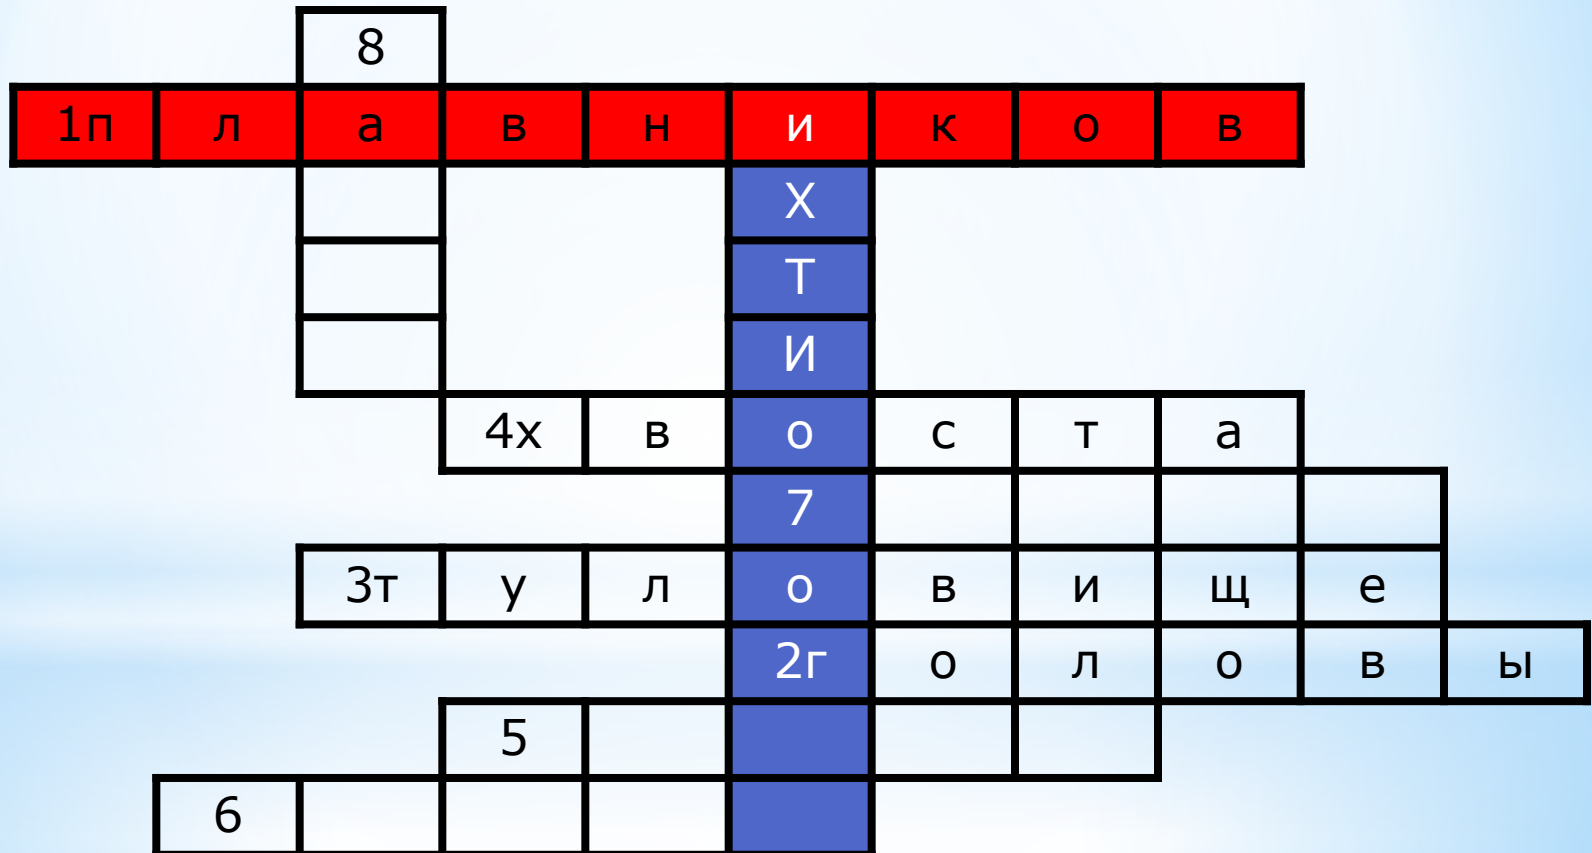 8
1п л а в н и к о в
Х
Т
И
4х в о с т а
7
3т у л о в и щ е
2г о л о в ы
5
6